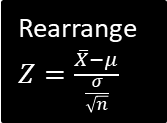 Rearrange
Z = (X̄−μ)/(σ/√n)